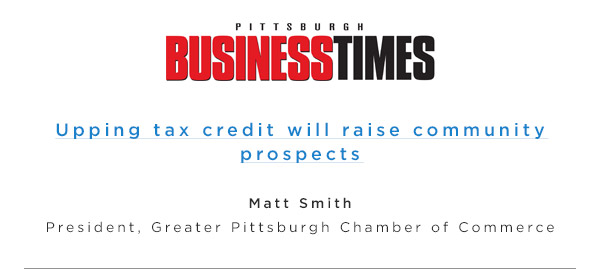 PITTSBURGH
BUSINESSTIMES
Upping tax credit will raise community
prospects
Matt Smith
President, Greater Pittsburgh Chamber of Commerce